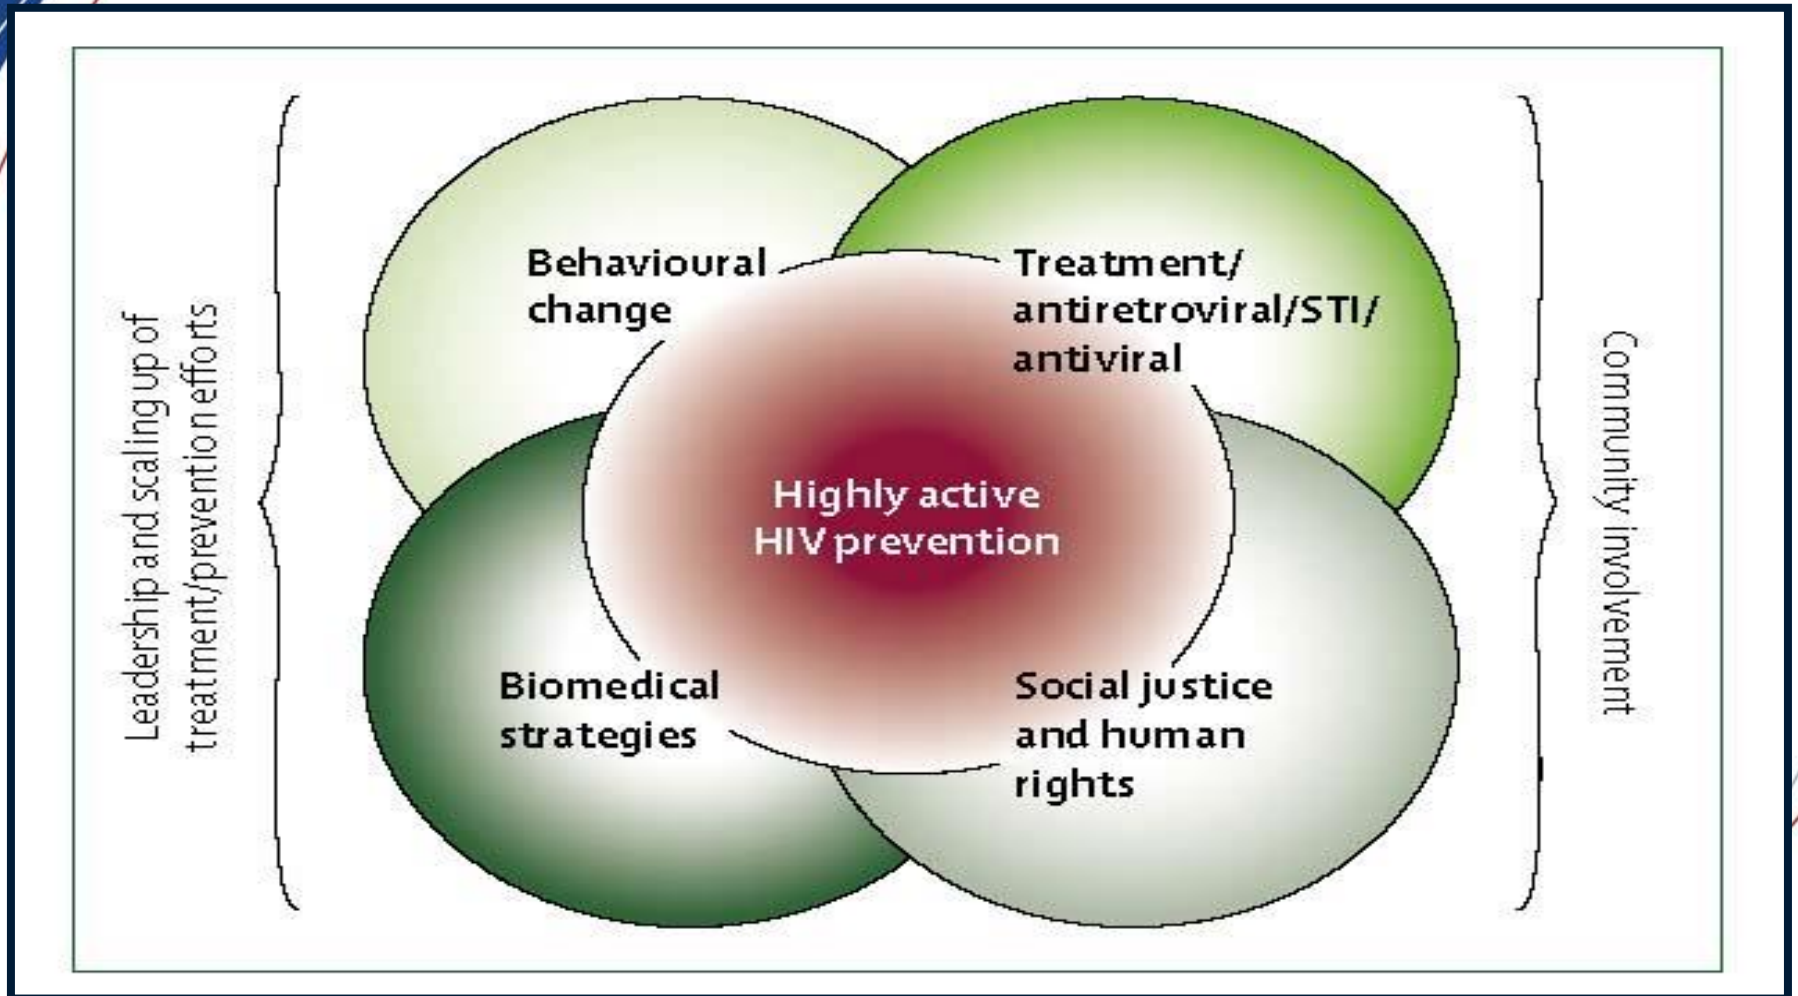 Leadership and scaling up of
treatment/prevention efforts
Behavioural
change
Treatment/
antiretroviral/STI/
antiviral
Highly active
HIV prevention
Biomedical
strategies
Social justice
and human
rights
Community involvement